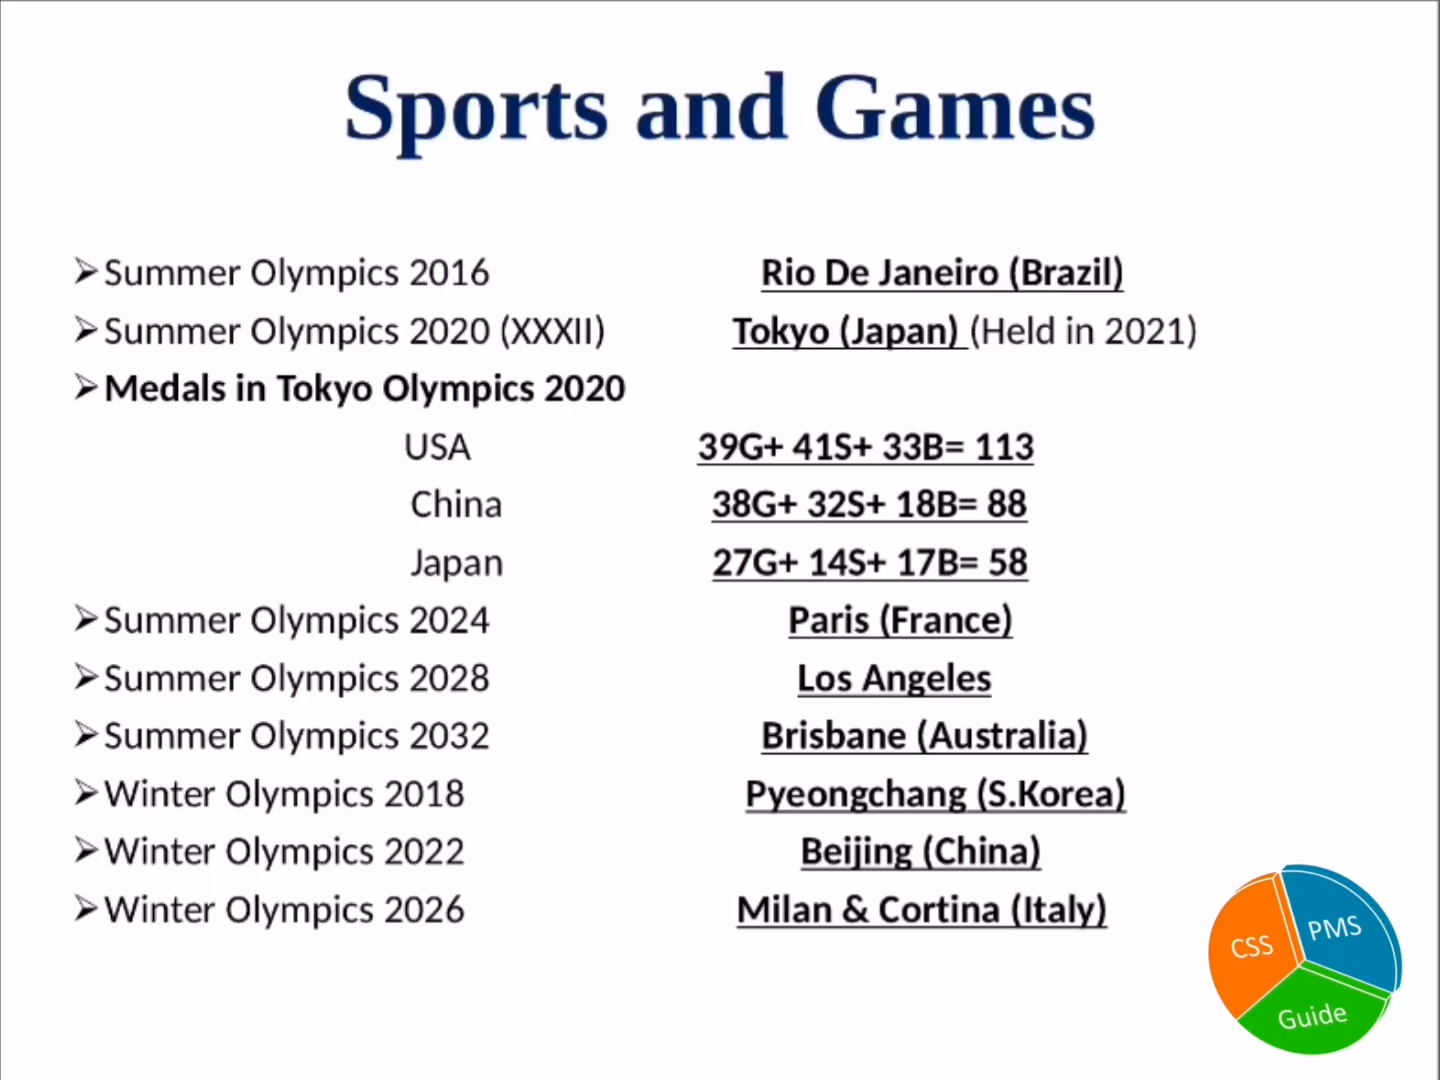 Sports and Games
➢Summer Olympics 2016 Rio De Janeiro (Brazil)
➢Summer Olympics 2020 (XXXII) Tokyo (Japan) (Held in 2021)
➢Medals in Tokyo Olympics 2020
USA 39G+ 41S+ 33B= 113
China 38G+ 32S+ 18B= 88
Japan 27G+ 14S+ 17B= 58
➢Summer Olympics 2024 Paris (France)
➢Summer Olympics 2028 Los Angeles
➢Summer Olympics 2032 Brisbane (Australia)
➢Winter Olympics 2018 Pyeongchang (S.Korea)
➢Winter Olympics 2022 Beijing (China)
➢Winter Olympics 2026 Milan & Cortina (Italy)
CSS PMS
Guide